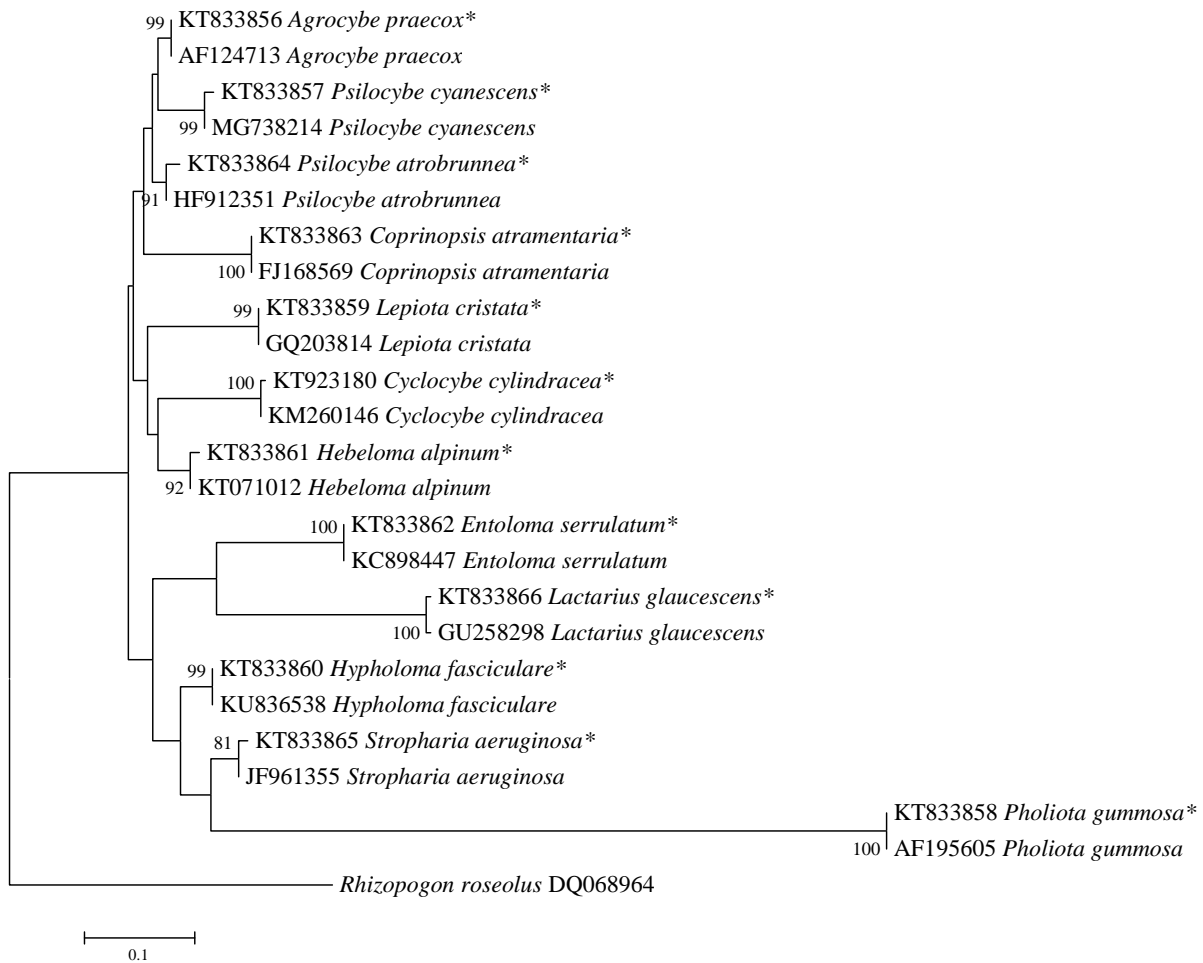 99 KT833856 Agrocybe praecox*
AF124713 Agrocybe praecox
KT833857 Psilocybe cyanescens*
99 MG738214 Psilocybe cyanescens
KT833864 Psilocybe atrobrunnea*
91 HF912351 Psilocybe atrobrunnea
KT833863 Coprinopsis atramentaria*
100 FJ168569 Coprinopsis atramentaria
99 KT833859 Lepiota cristata*
GQ203814 Lepiota cristata
100 KT923180 Cyclocybe cylindracea*
KM260146 Cyclocybe cylindracea
KT833861 Hebeloma alpinum*
92 KT071012 Hebeloma alpinum
100 KT833862 Entoloma serrulatum*
KC898447 Entoloma serrulatum
KT833866 Lactarius glaucescens*
100 GU258298 Lactarius glaucescens
99 KT833860 Hypholoma fasciculare*
KU836538 Hypholoma fasciculare
81 KT833865 Stropharia aeruginosa*
JF961355 Stropharia aeruginosa
KT833858 Pholiota gummosa*
100 AF195605 Pholiota gummosa
Rhizopogon roseolus DQ068964
0.1